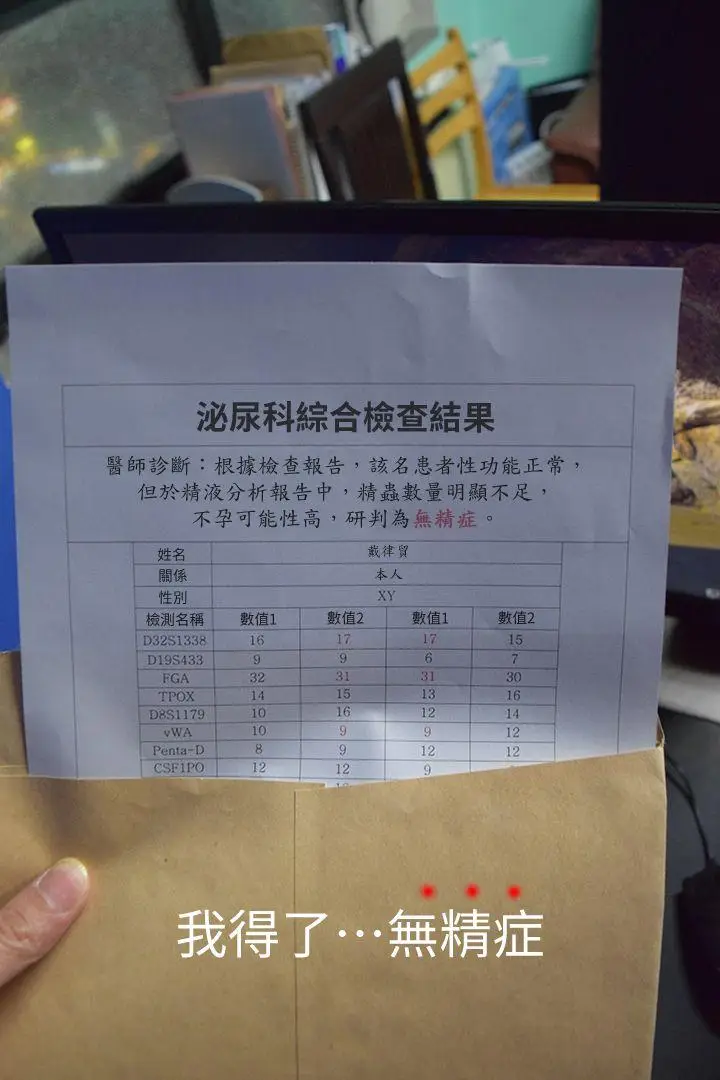 泌尿科綜合檢查結果
醫師診斷：根據檢查報告，該名患者性功能正常，
但於精液分析報告中，精蟲數量明顯不足，
不孕可能性高，研判為無精症。
姓名 戴律貿
關係 本人
性別 XY
檢測名稱 數值1 數值2 數值1 數值2
D32S1338 16 17 17 15
D19S433 9 9 6 7
FGA 32 31 31 30
TPOX 14 15 13 16
D8S1179 10 16 12 14
vWA 10 9 9 12
Penta-D 8 9 12 12
CSF1PO 12 12 9
我得了…無精症